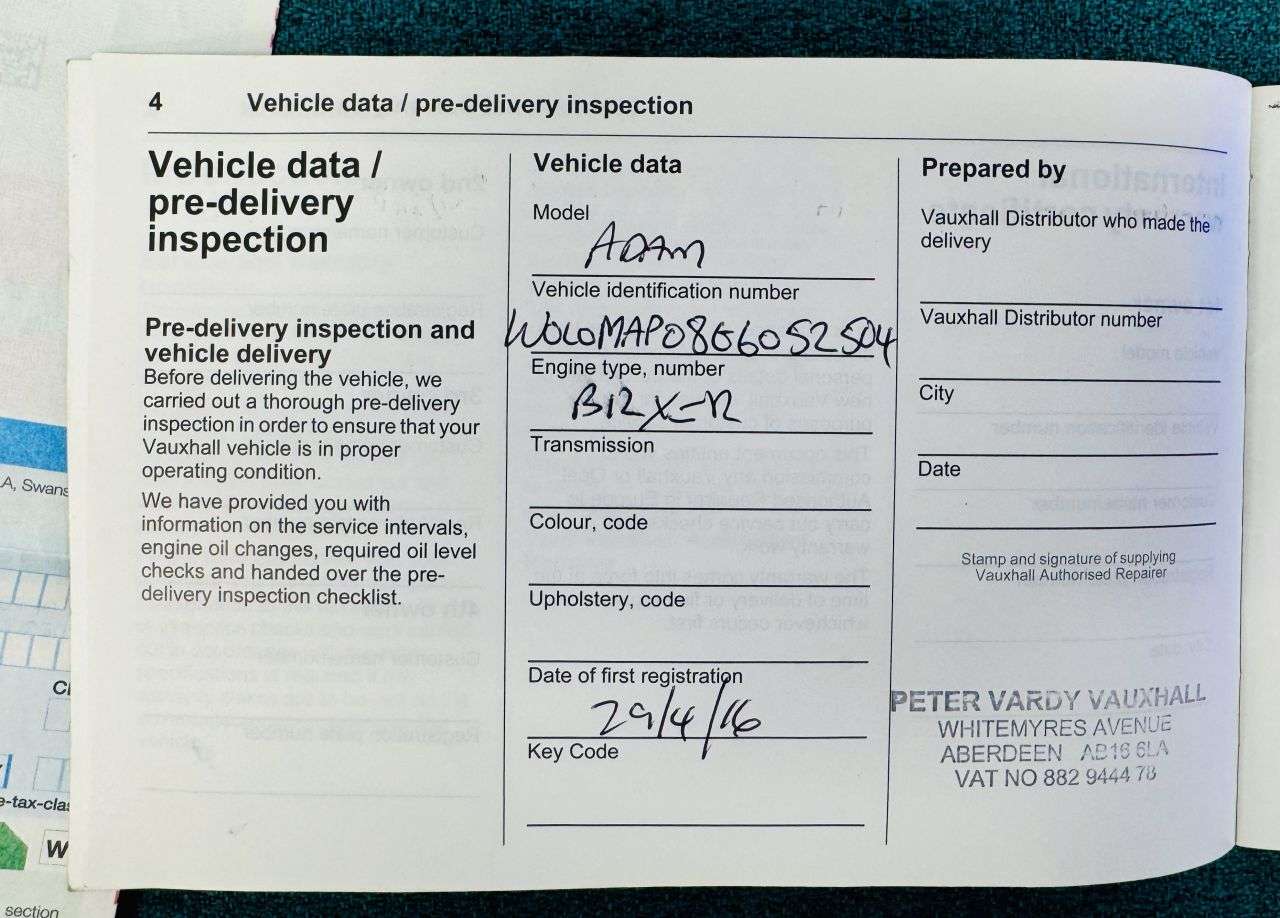 4 Vehicle data / pre-delivery inspection
Vehicle data /
pre-delivery
inspection
Pre-delivery inspection and
vehicle delivery
Before delivering the vehicle, we
carried out a thorough pre-delivery
inspection in order to ensure that your
Vauxhall vehicle is in proper
operating condition.
We have provided you with
information on the service intervals,
engine oil changes, required oil level
checks and handed over the pre-
delivery inspection checklist.
Vehicle data
Model
ADAM
Vehicle identification number
W0L0MAP08G6052504
Engine type, number
B12XER
Transmission
Colour, code
Upholstery, code
Date of first registration
29/4/16
Key Code
Prepared by
Vauxhall Distributor who made the
delivery
Vauxhall Distributor number
City
Date
Stamp and signature of supplying
Vauxhall Authorised Repairer
PETER VARDY VAUXHALL
WHITEMYRES AVENUE
ABERDEEN AB16 6LA
VAT NO 882 9444 78
A, Swans
e-tax-clas
W
section